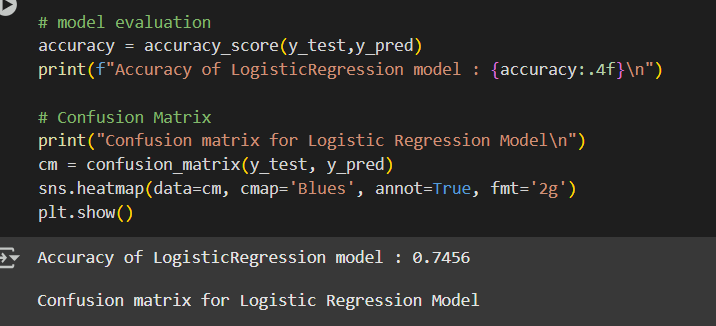 # model evaluation
accuracy = accuracy_score(y_test,y_pred)
print(f"Accuracy of LogisticRegression model : {accuracy:.4f}\n")
# Confusion Matrix
print("Confusion matrix for Logistic Regression Model\n")
cm = confusion_matrix(y_test, y_pred)
sns.heatmap(data=cm, cmap='Blues', annot=True, fmt='2g')
plt.show()
Accuracy of LogisticRegression model : 0.7456
Confusion matrix for Logistic Regression Model